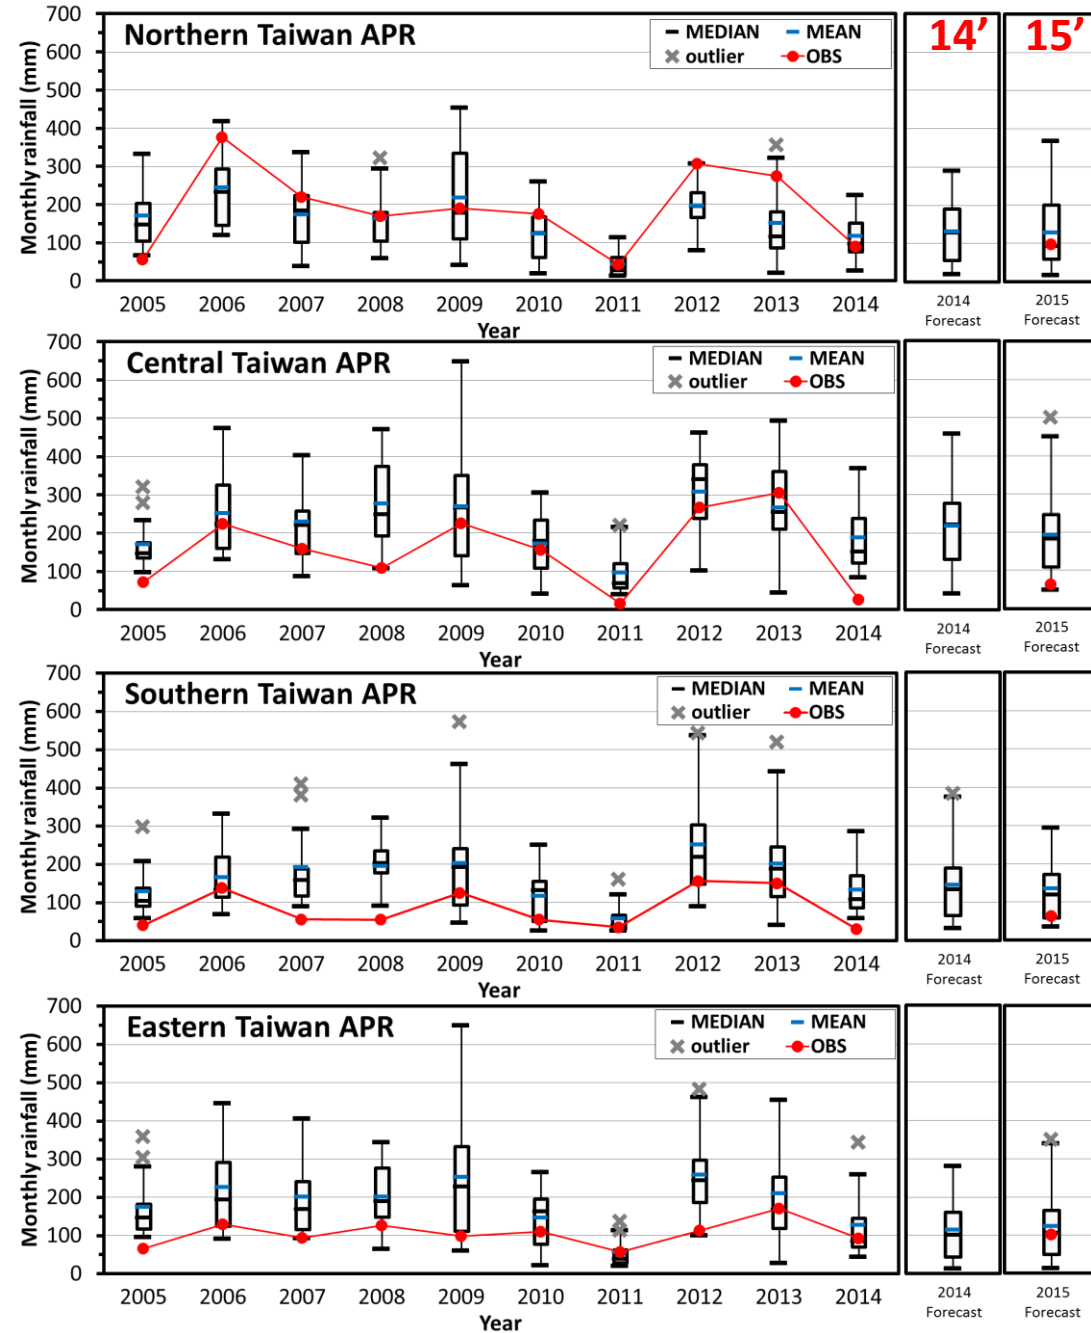 Northern Taiwan APR
MEDIAN MEAN
outlier OBS
14’ 15’
Monthly rainfall (mm)
700
600
500
400
300
200
100
0
2005 2006 2007 2008 2009 2010 2011 2012 2013 2014
Year
2014 Forecast
2015 Forecast
Central Taiwan APR
MEDIAN MEAN
outlier OBS
Monthly rainfall (mm)
700
600
500
400
300
200
100
0
2005 2006 2007 2008 2009 2010 2011 2012 2013 2014
Year
2014 Forecast
2015 Forecast
Southern Taiwan APR
MEDIAN MEAN
outlier OBS
Monthly rainfall (mm)
700
600
500
400
300
200
100
0
2005 2006 2007 2008 2009 2010 2011 2012 2013 2014
Year
2014 Forecast
2015 Forecast
Eastern Taiwan APR
MEDIAN MEAN
outlier OBS
Monthly rainfall (mm)
700
600
500
400
300
200
100
0
2005 2006 2007 2008 2009 2010 2011 2012 2013 2014
Year
2014 Forecast
2015 Forecast